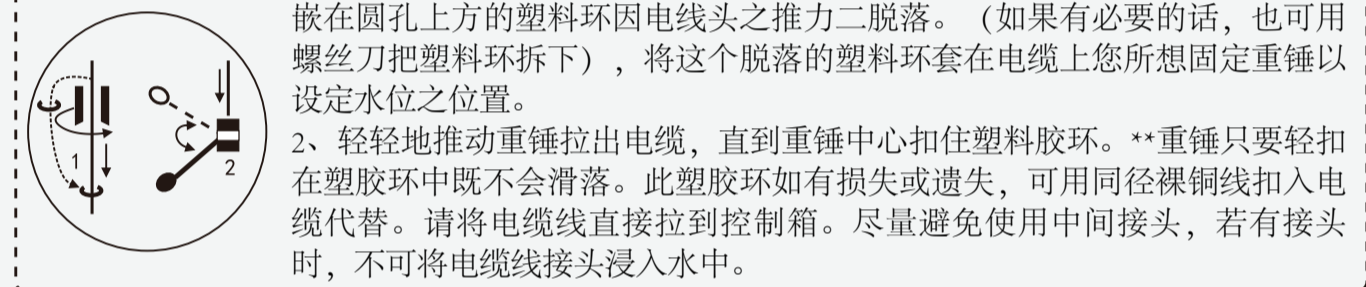 嵌在圆孔上方的塑料环因电线头之推力二脱落。（如果有必要的话，也可用
螺丝刀把塑料环拆下），将这个脱落的塑料环套在电缆上您所想固定重锤以
设定水位之位置。
2、轻轻地推动重锤拉出电缆，直到重锤中心扣住塑料胶环。**重锤只要轻扣
在塑胶环中既不会滑落。此塑胶环如有损失或遗失，可用同径裸铜线扣入电
缆代替。请将电缆线直接拉到控制箱。尽量避免使用中间接头，若有接头
时，不可将电缆线接头浸入水中。
1
2